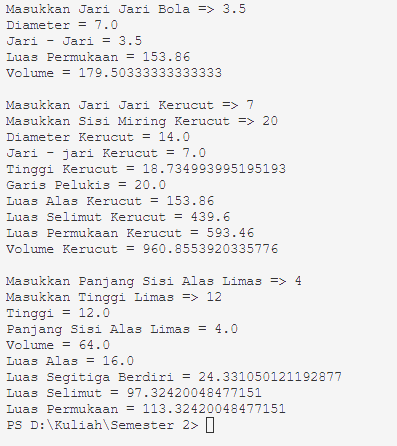 Masukkan Jari Jari Bola => 3.5
Diameter = 7.0
Jari - Jari = 3.5
Luas Permukaan = 153.86
Volume = 179.50333333333333
Masukkan Jari Jari Kerucut => 7
Masukkan Sisi Miring Kerucut => 20
Diameter Kerucut = 14.0
Jari - jari Kerucut = 7.0
Tinggi Kerucut = 18.734993995195193
Garis Pelukis = 20.0
Luas Alas Kerucut = 153.86
Luas Selimut Kerucut = 439.6
Luas Permukaan Kerucut = 593.46
Volume Kerucut = 960.8553920335776
Masukkan Panjang Sisi Alas Limas => 4
Masukkan Tinggi Limas => 12
Tinggi = 12.0
Panjang Sisi Alas Limas = 4.0
Volume = 64.0
Luas Alas = 16.0
Luas Segitiga Berdiri = 24.331050121192877
Luas Selimut = 97.32420048477151
Luas Permukaan = 113.32420048477151
PS D:\Kuliah\Semester 2>